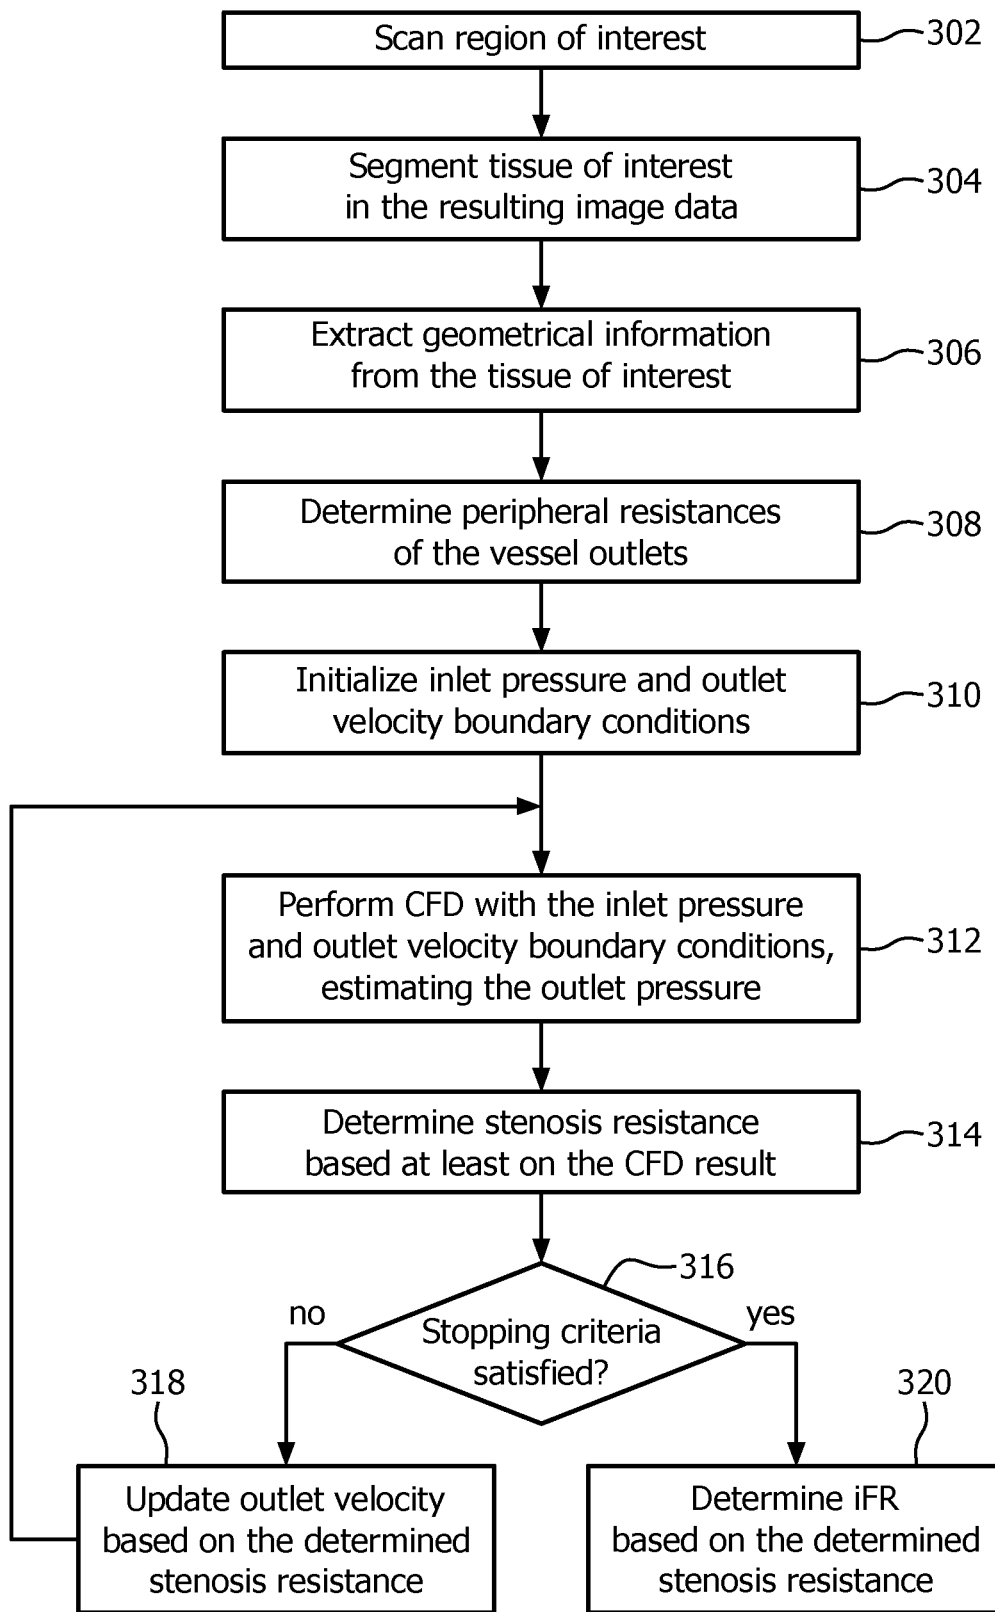 Scan region of interest
302
Segment tissue of interest
in the resulting image data
304
Extract geometrical information
from the tissue of interest
306
Determine peripheral resistances
of the vessel outlets
308
Initialize inlet pressure and outlet
velocity boundary conditions
310
Perform CFD with the inlet pressure
and outlet velocity boundary conditions,
estimating the outlet pressure
312
Determine stenosis resistance
based at least on the CFD result
314
316
no
yes
Stopping criteria
satisfied?
318
320
Update outlet velocity
based on the determined
stenosis resistance
Determine iFR
based on the determined
stenosis resistance